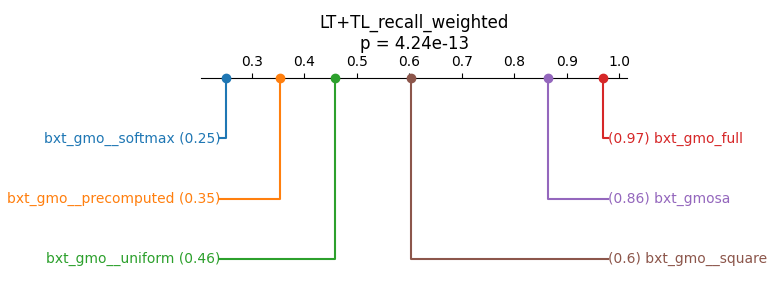 LT+TL_recall_weighted
p = 4.24e-13
0.3 0.4 0.5 0.6 0.7 0.8 0.9 1.0
bxt_gmo__softmax (0.25)
(0.97) bxt_gmo_full
bxt_gmo__precomputed (0.35)
(0.86) bxt_gmosa
bxt_gmo__uniform (0.46)
(0.6) bxt_gmo__square